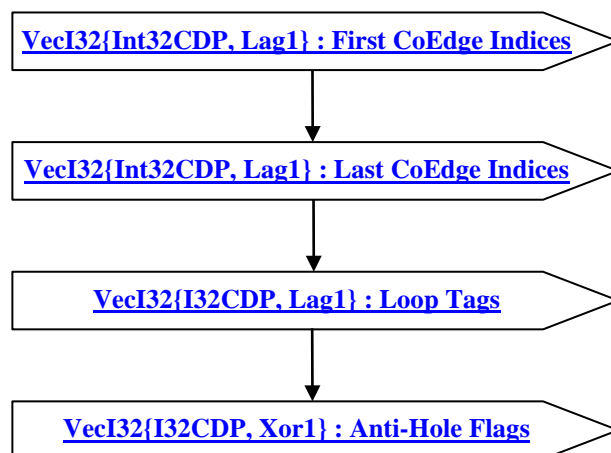 VecI32{Int32CDP, Lag1} : First CoEdge Indices
VecI32{Int32CDP, Lag1} : Last CoEdge Indices
VecI32{I32CDP, Lag1} : Loop Tags
VecI32{I32CDP, Xor1} : Anti-Hole Flags